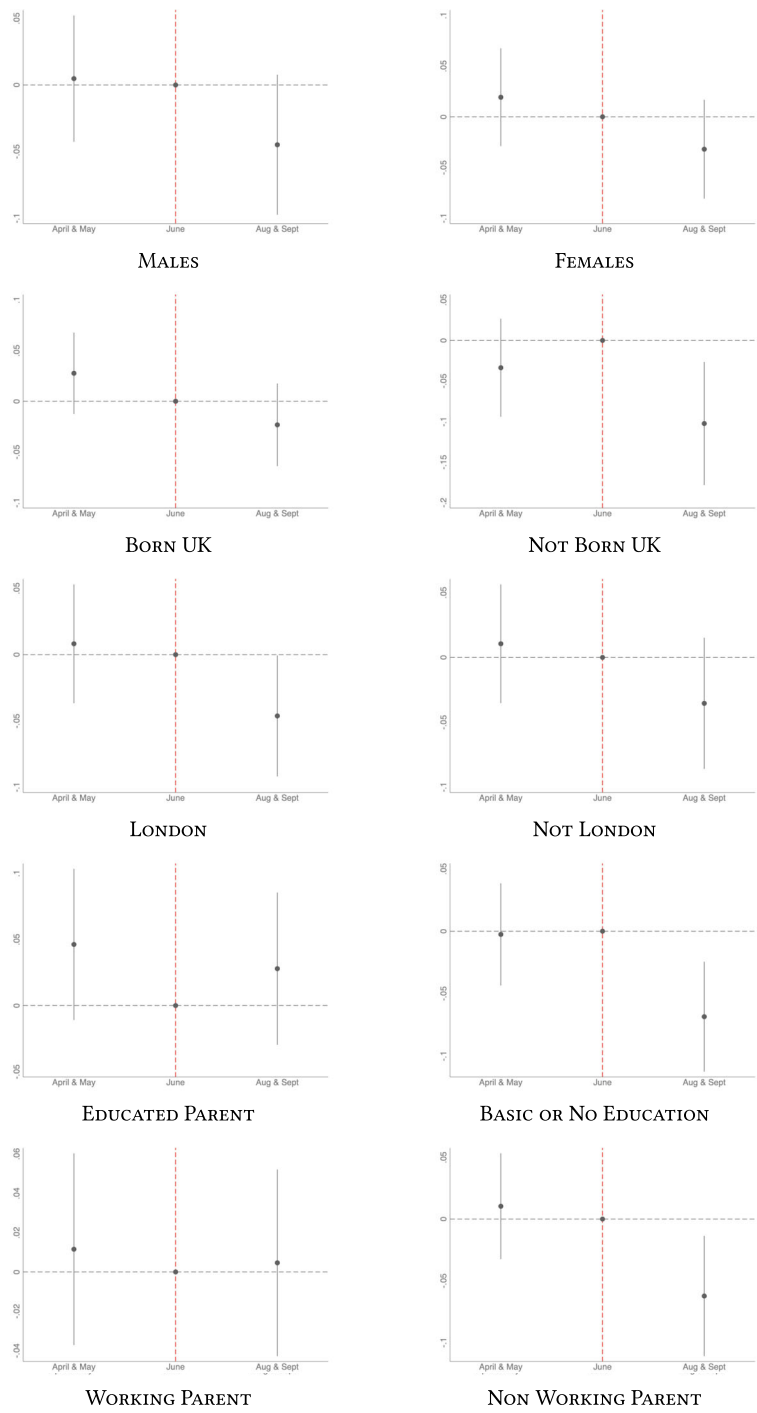 .05
0
-.05
-.1
April & May June Aug & Sept
Males
.1
.05
0
-.05
-.1
April & May June Aug & Sept
Females
.1
.05
0
-.05
-.1
April & May June Aug & Sept
Born UK
.05
0
-.05
-.1
-.15
-.2
April & May June Aug & Sept
Not Born UK
.05
0
-.05
-.1
April & May June Aug & Sept
London
.05
0
-.05
-.1
April & May June Aug & Sept
Not London
.1
.05
0
-.05
April & May June Aug & Sept
Educated Parent
.05
0
-.05
-.1
April & May June Aug & Sept
Basic or No Education
.06
.04
.02
0
-.02
-.04
April & May June Aug & Sept
Working Parent
.05
0
-.05
-.1
April & May June Aug & Sept
Non Working Parent